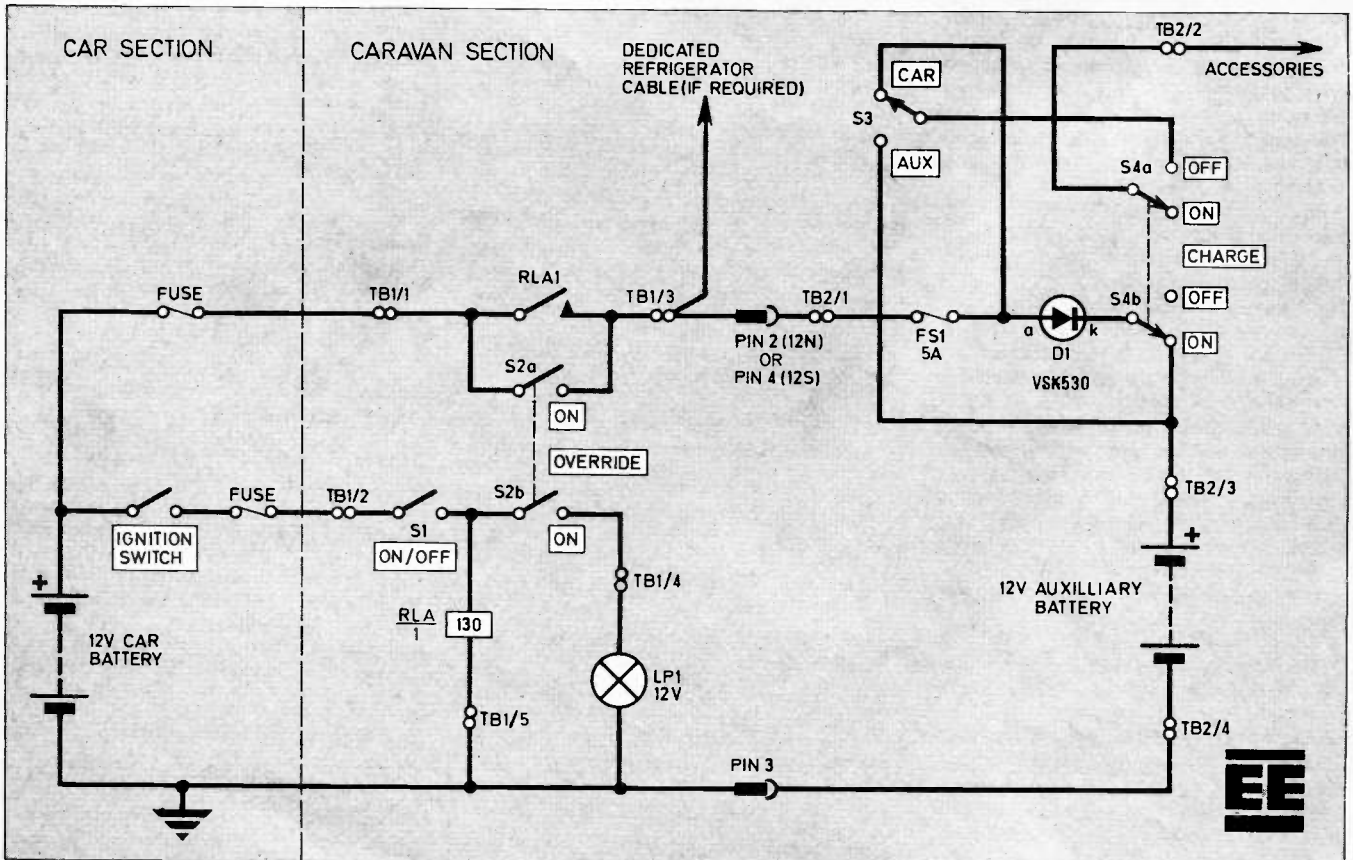 CAR SECTION
CARAVAN SECTION
DEDICATED
REFRIGERATOR
CABLE(IF REQUIRED)
CAR
S3
AUX
TB2/2
ACCESSORIES
S4a
OFF
ON
CHARGE
OFF
S4b
ON
FUSE
TB1/1
RLA1
TB1/3
PIN 2 (12N)
OR
PIN 4 (12S)
TB2/1
FS1
5A
a
k
D1
VSK530
S2a
ON
OVERRIDE
S2b
ON
IGNITION
SWITCH
FUSE
TB1/2
S1
ON/OFF
TB2/3
+
12V AUXILLIARY
BATTERY
TB1/4
RLA
1
130
+
12V CAR
BATTERY
LP1
12V
TB1/5
TB2/4
PIN 3
EE